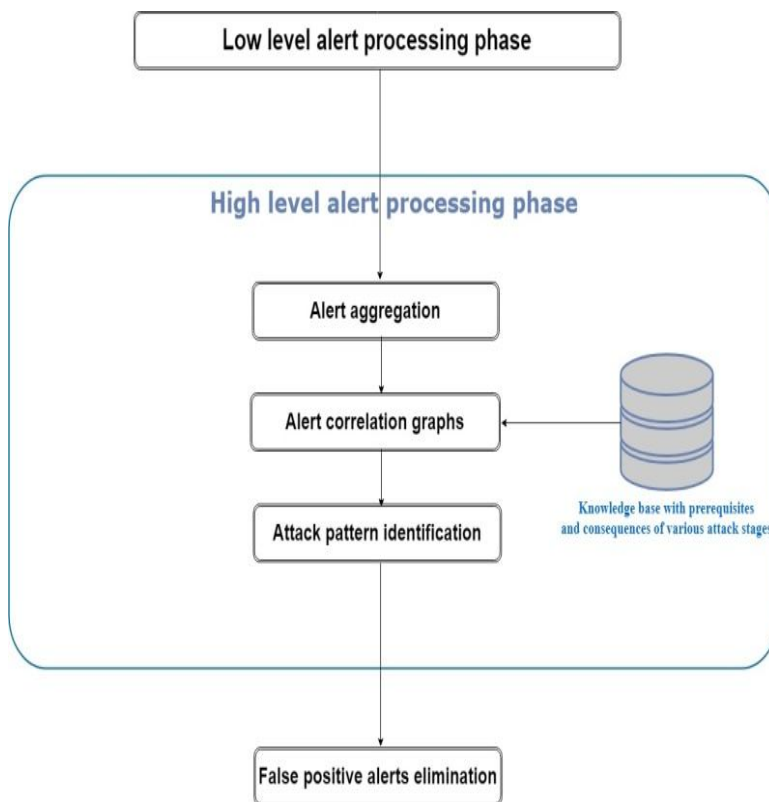 Low level alert processing phase
High level alert processing phase
Alert aggregation
Alert correlation graphs
Knowledge base with prerequisites
and consequences of various attack stages
Attack pattern identification
False positive alerts elimination